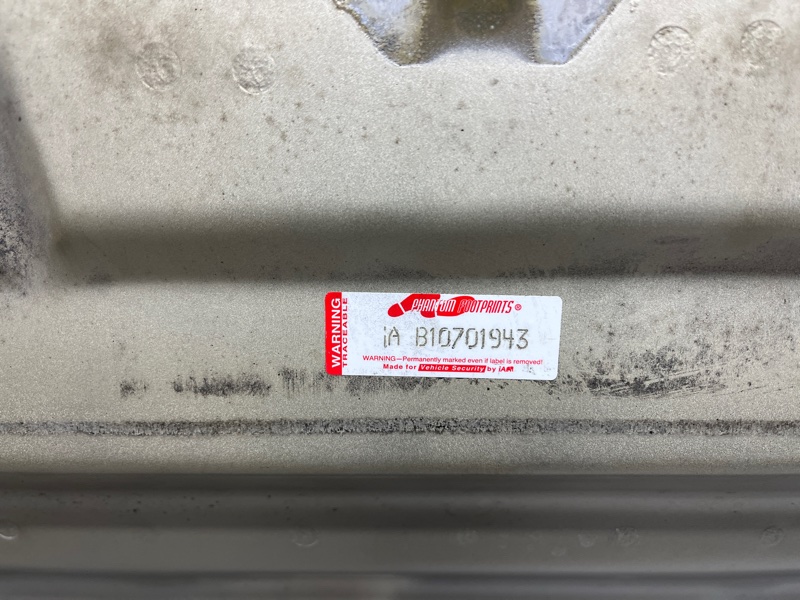 WARNING
TRACEABLE
PHANTOM FOOTPRINTS®
iA B10701943
WARNING—Permanently marked even if label is removed!
Made for Vehicle Security by